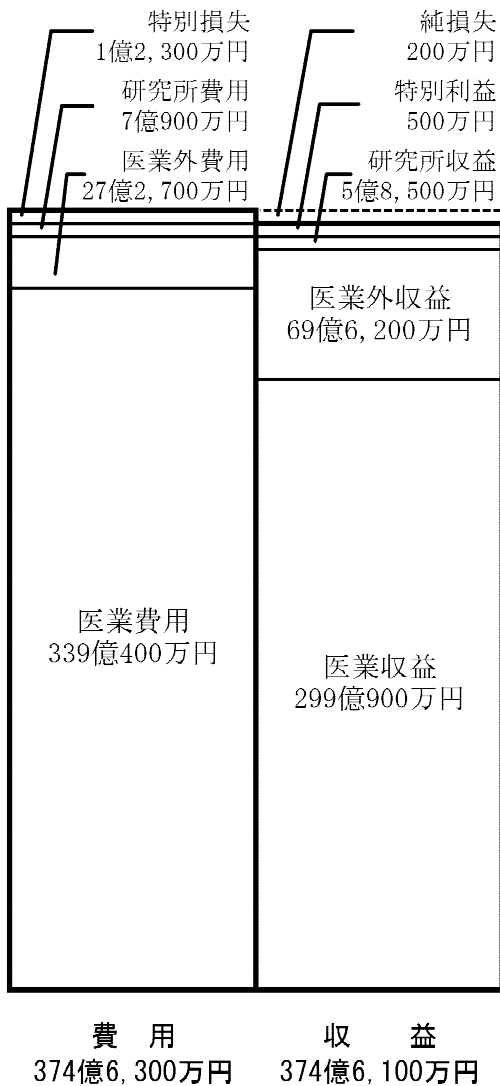 特別損失
1億2,300万円
研究所費用
7億900万円
医業外費用
27億2,700万円
純損失
200万円
特別利益
500万円
研究所収益
5億8,500万円
医業外収益
69億6,200万円
医業費用
339億400万円
医業収益
299億900万円
費 用
374億6,300万円
収 益
374億6,100万円